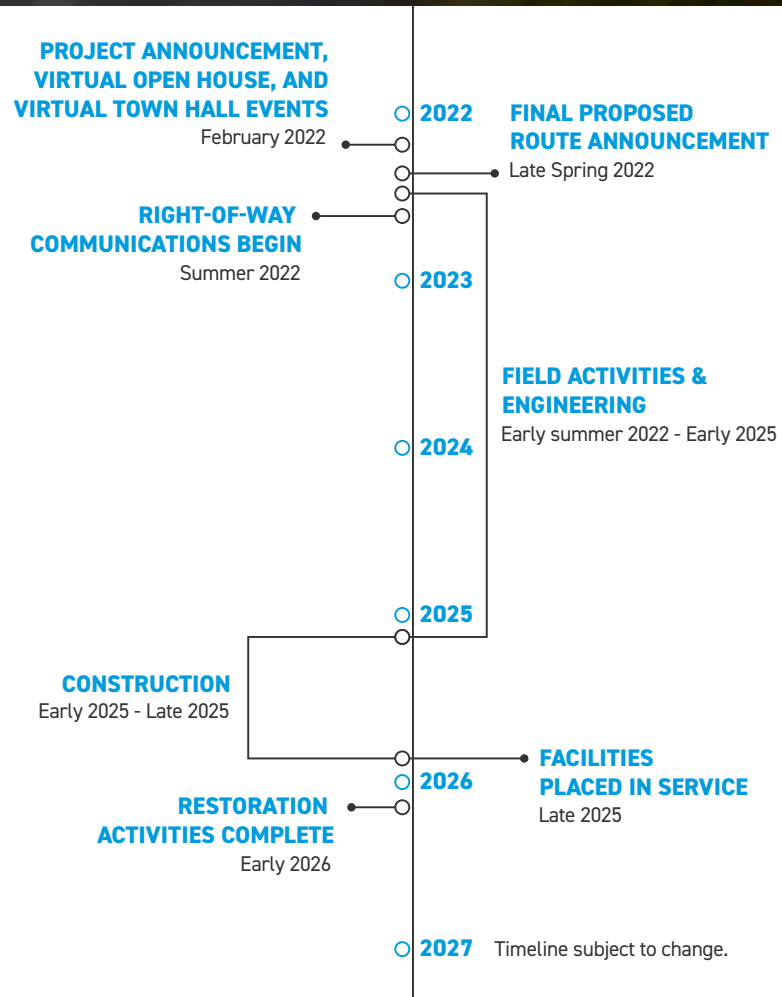 PROJECT ANNOUNCEMENT,
VIRTUAL OPEN HOUSE, AND
VIRTUAL TOWN HALL EVENTS
February 2022
2022
FINAL PROPOSED
ROUTE ANNOUNCEMENT
Late Spring 2022
RIGHT-OF-WAY
COMMUNICATIONS BEGIN
Summer 2022
2023
FIELD ACTIVITIES &
ENGINEERING
Early summer 2022 - Early 2025
2024
2025
CONSTRUCTION
Early 2025 - Late 2025
FACILITIES
PLACED IN SERVICE
Late 2025
2026
RESTORATION
ACTIVITIES COMPLETE
Early 2026
2027
Timeline subject to change.